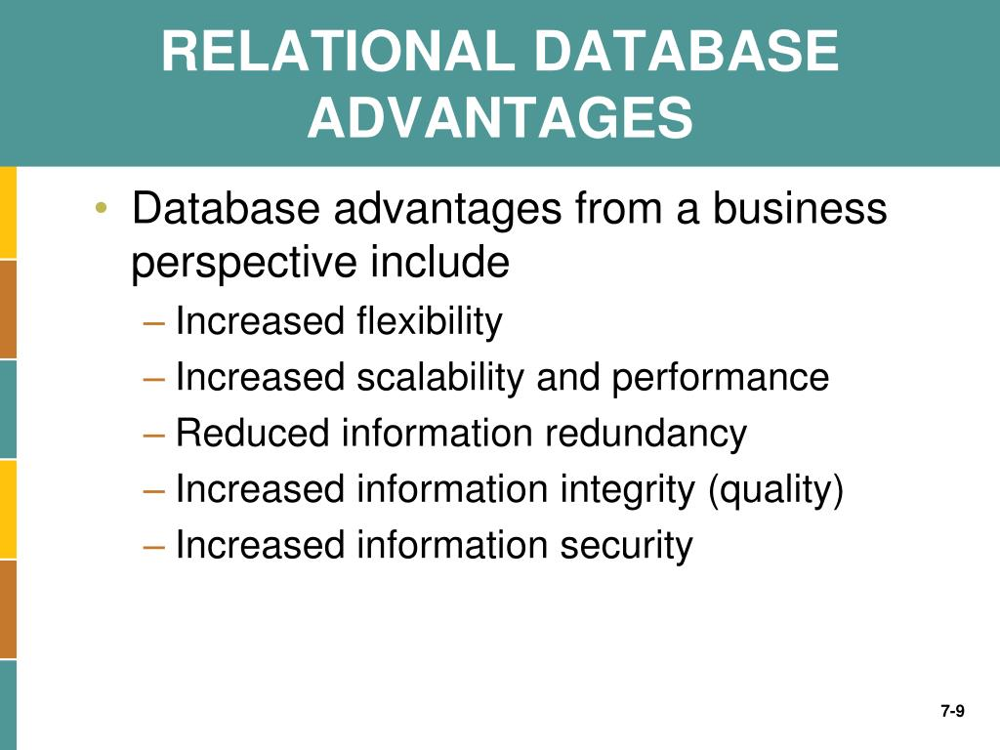 RELATIONAL DATABASE
ADVANTAGES
• Database advantages from a business
perspective include
– Increased flexibility
– Increased scalability and performance
– Reduced information redundancy
– Increased information integrity (quality)
– Increased information security
7-9